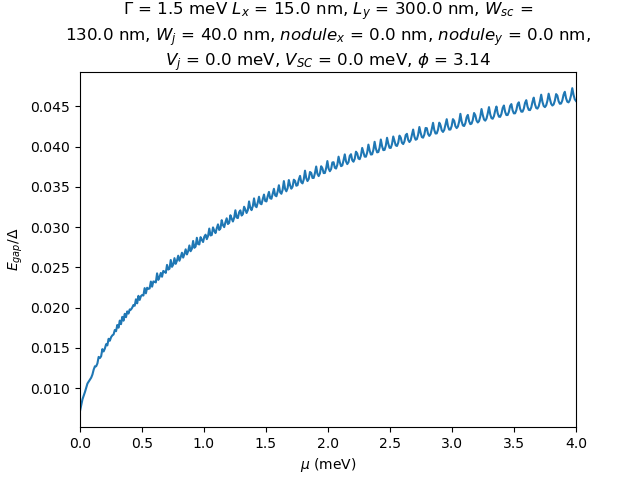 Γ = 1.5 meV Lₓ = 15.0 nm, L_y = 300.0 nm, W_sc =
130.0 nm, W_j = 40.0 nm, noduleₓ = 0.0 nm, nodule_y = 0.0 nm,
V_j = 0.0 meV, V_SC = 0.0 meV, ϕ = 3.14
0.045
0.040
0.035
0.030
0.025
0.020
0.015
0.010
E_gap/Δ
0.0 0.5 1.0 1.5 2.0 2.5 3.0 3.5 4.0
μ (meV)